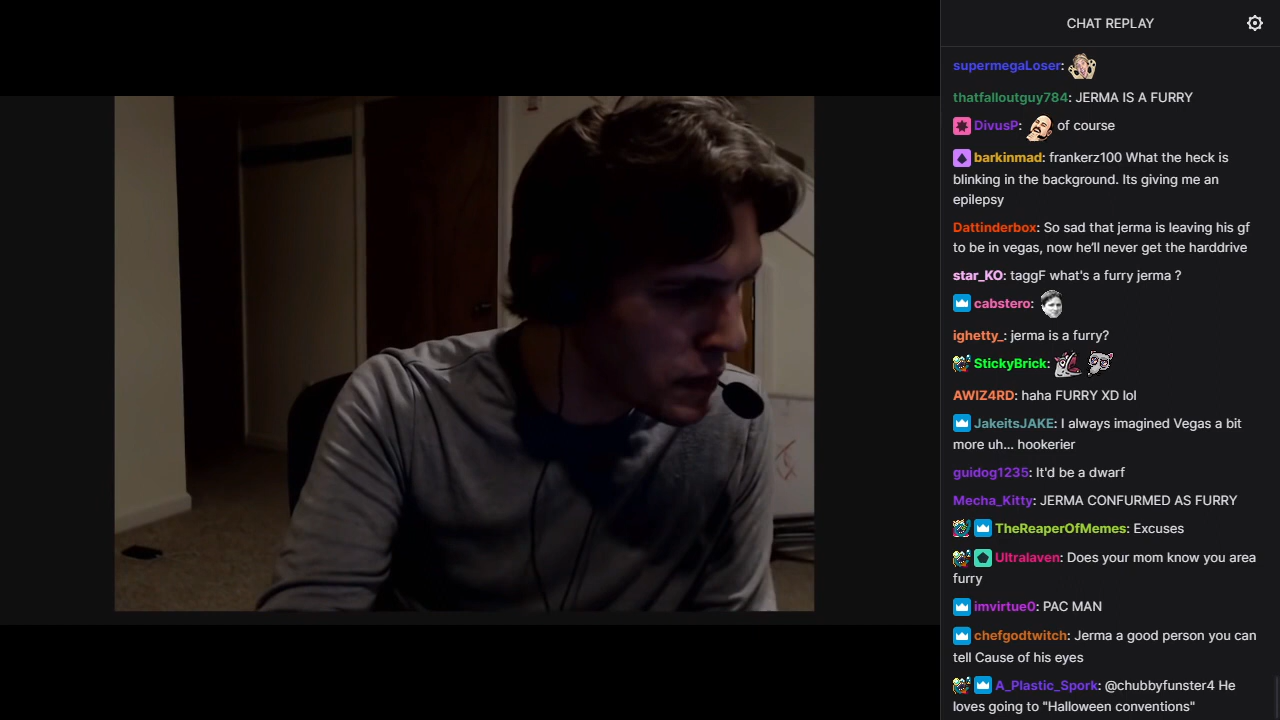 CHAT REPLAY
supermegaLoser:
thatfalloutguy784: JERMA IS A FURRY
DivusP: of course
barkinmad: frankerz100 What the heck is
blinking in the background. Its giving me an
epilepsy
Dattinderbox: So sad that jerma is leaving his gf
to be in vegas, now he'll never get the harddrive
star_KO: taggF what's a furry jerma ?
cabstero:
ighetty_: jerma is a furry?
StickyBrick:
AWIZ4RD: haha FURRY XD lol
JakeitsJAKE: I always imagined Vegas a bit
more uh... hookerier
guidog1235: It'd be a dwarf
Mecha_Kitty: JERMA CONFURMED AS FURRY
TheReaperOfMemes: Excuses
Ultralaven: Does your mom know you area
furry
imvirtue0: PAC MAN
chefgodtwitch: Jerma a good person you can
tell Cause of his eyes
A_Plastic_Spork: @chubbyfunster4 He
loves going to "Halloween conventions"